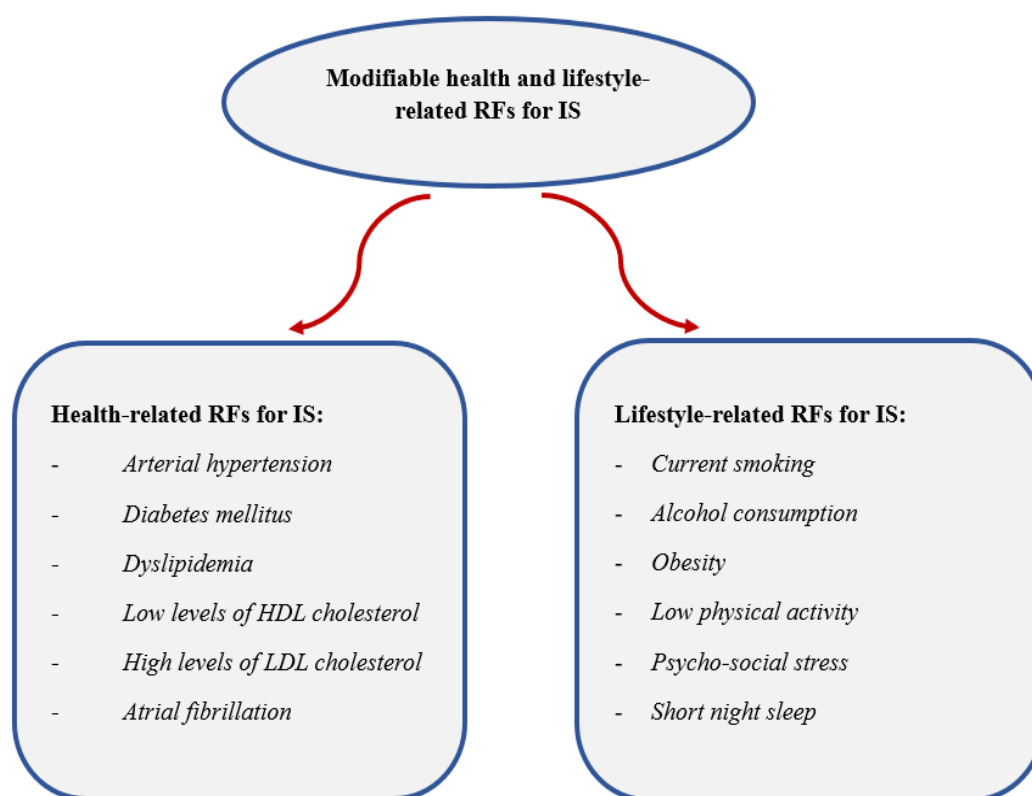 Modifiable health and lifestyle-
related RFs for IS
Health-related RFs for IS:
- Arterial hypertension
- Diabetes mellitus
- Dyslipidemia
- Low levels of HDL cholesterol
- High levels of LDL cholesterol
- Atrial fibrillation
Lifestyle-related RFs for IS:
- Current smoking
- Alcohol consumption
- Obesity
- Low physical activity
- Psycho-social stress
- Short night sleep